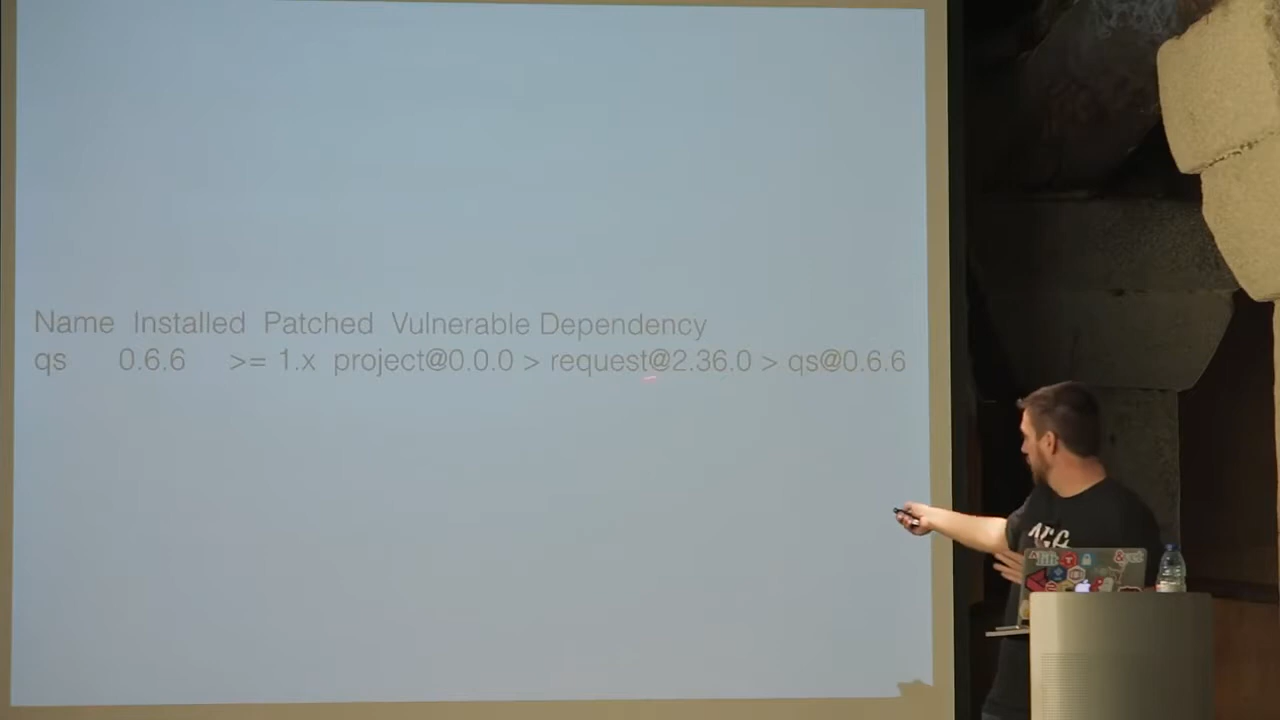 Name Installed Patched Vulnerable Dependency
qs 0.6.6 >= 1.x project@0.0.0 > request@2.36.0 > qs@0.6.6